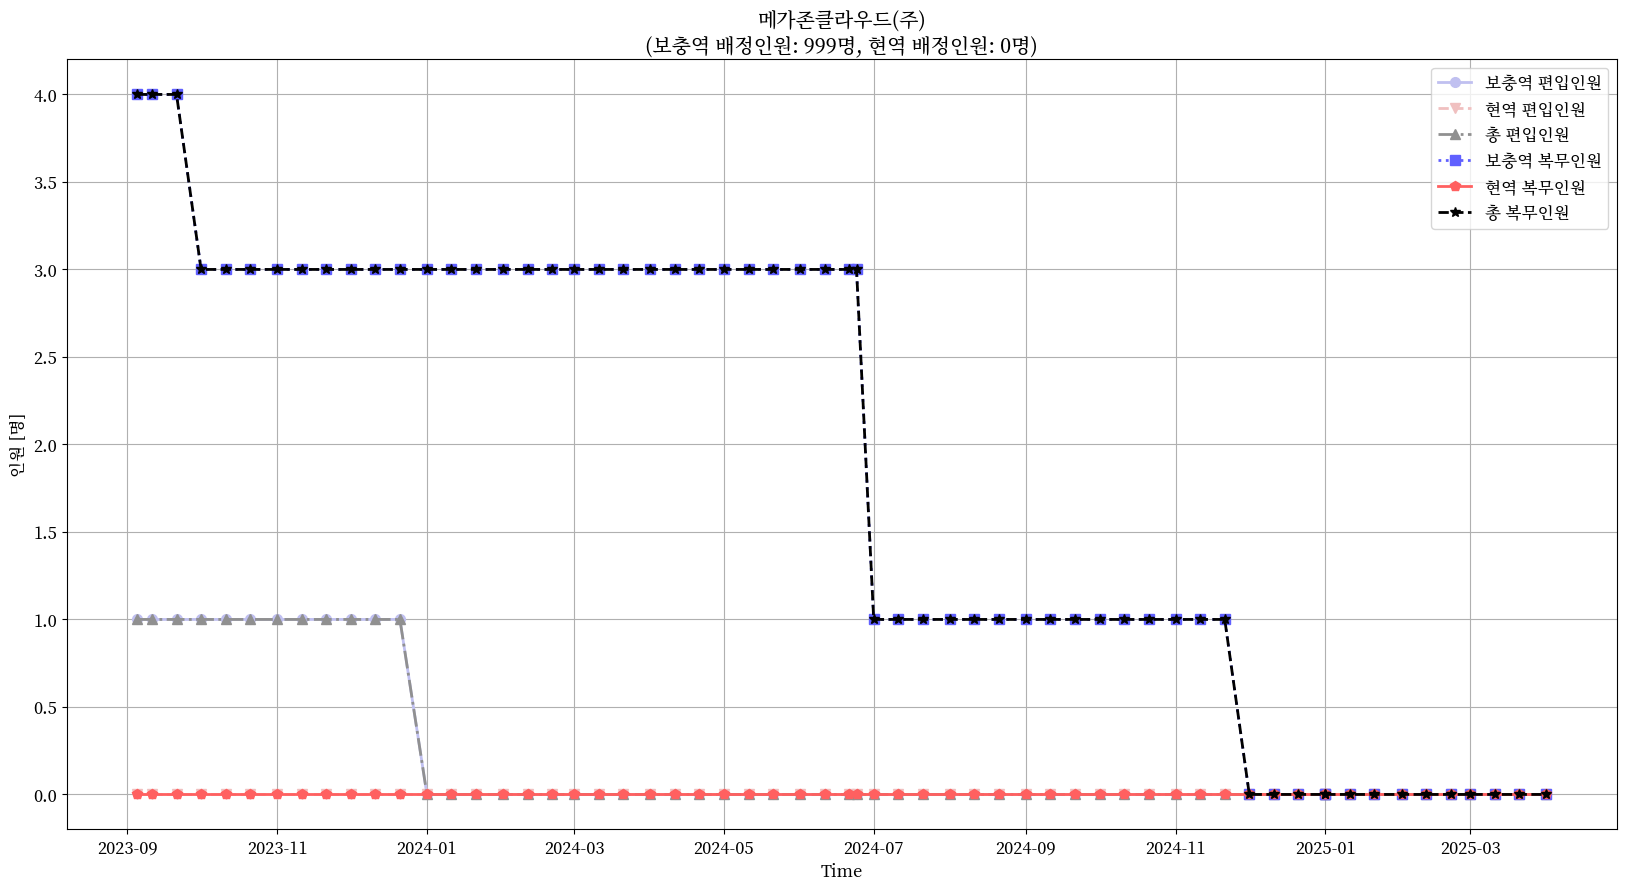 메가존클라우드(주)
(보충역 배정인원: 999명, 현역 배정인원: 0명)
보충역 편입인원
현역 편입인원
총 편입인원
보충역 복무인원
현역 복무인원
총 복무인원
인원 [명]
4.0
3.5
3.0
2.5
2.0
1.5
1.0
0.5
0.0
2023-09 2023-11 2024-01 2024-03 2024-05 2024-07 2024-09 2024-11 2025-01 2025-03
Time